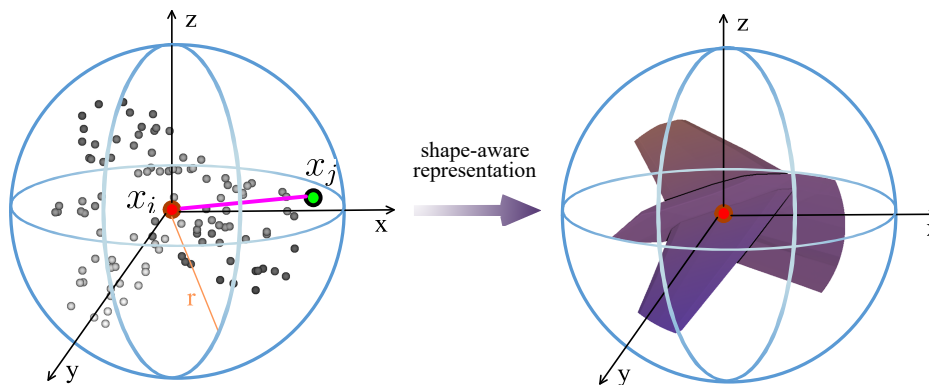 z
x_j
x_i
x
r
y
shape-aware
representation
z
y